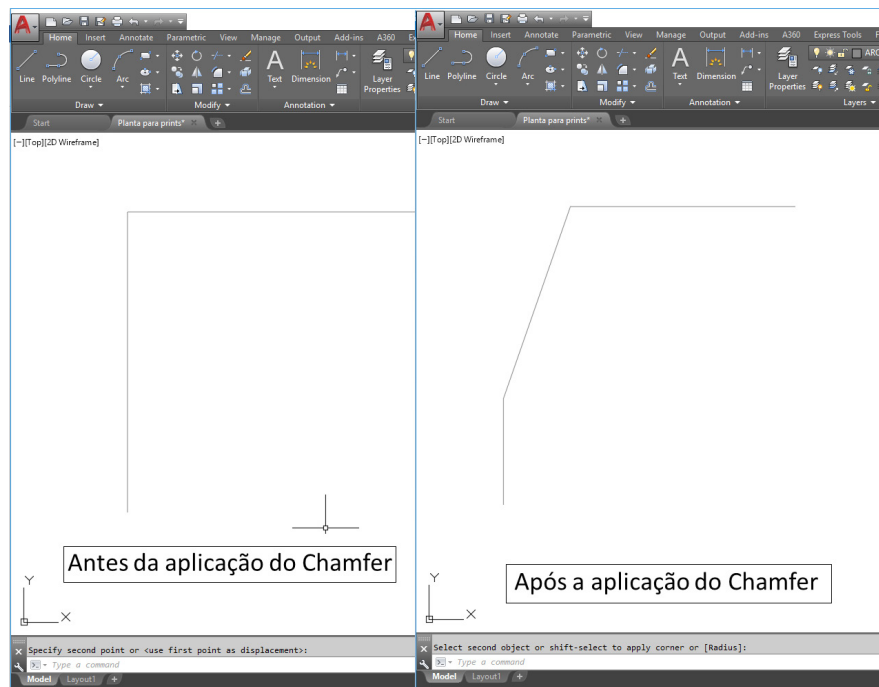 Home Insert Annotate Parametric View Manage Output Add-ins A360
Line Polyline Circle Arc Text Dimension Layer Properties
Draw Modify Annotation
Start Planta para prints*
[−][Top][2D Wireframe]
Y
X
Antes da aplicação do Chamfer
Specify second point or <use first point as displacement>:
Type a command
Model Layout1 +
Home Insert Annotate Parametric View Manage Output Add-ins A360 Express Tools
Line Polyline Circle Arc Text Dimension Layer Properties
Draw Modify Annotation Layers
Start Planta para prints*
[−][Top][2D Wireframe]
Y
X
Após a aplicação do Chamfer
Select second object or shift-select to apply corner or [Radius]:
Type a command
Model Layout1 +